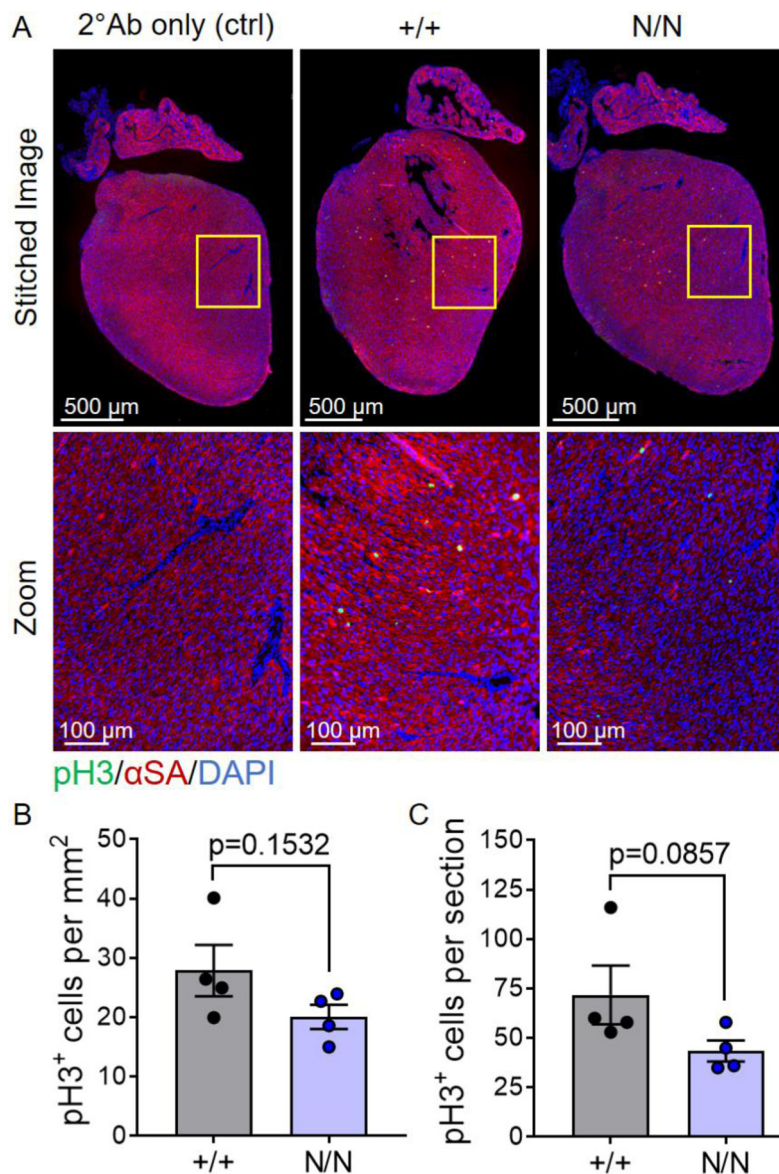 A
2°Ab only (ctrl)
+/+
N/N
Stitched Image
500 µm
500 µm
500 µm
Zoom
100 µm
100 µm
100 µm
pH3/αSA/DAPI
B
pH3⁺ cells per mm²
50
40
30
20
10
0
p=0.1532
+/+
N/N
C
pH3⁺ cells per section
150
125
100
75
50
25
0
p=0.0857
+/+
N/N